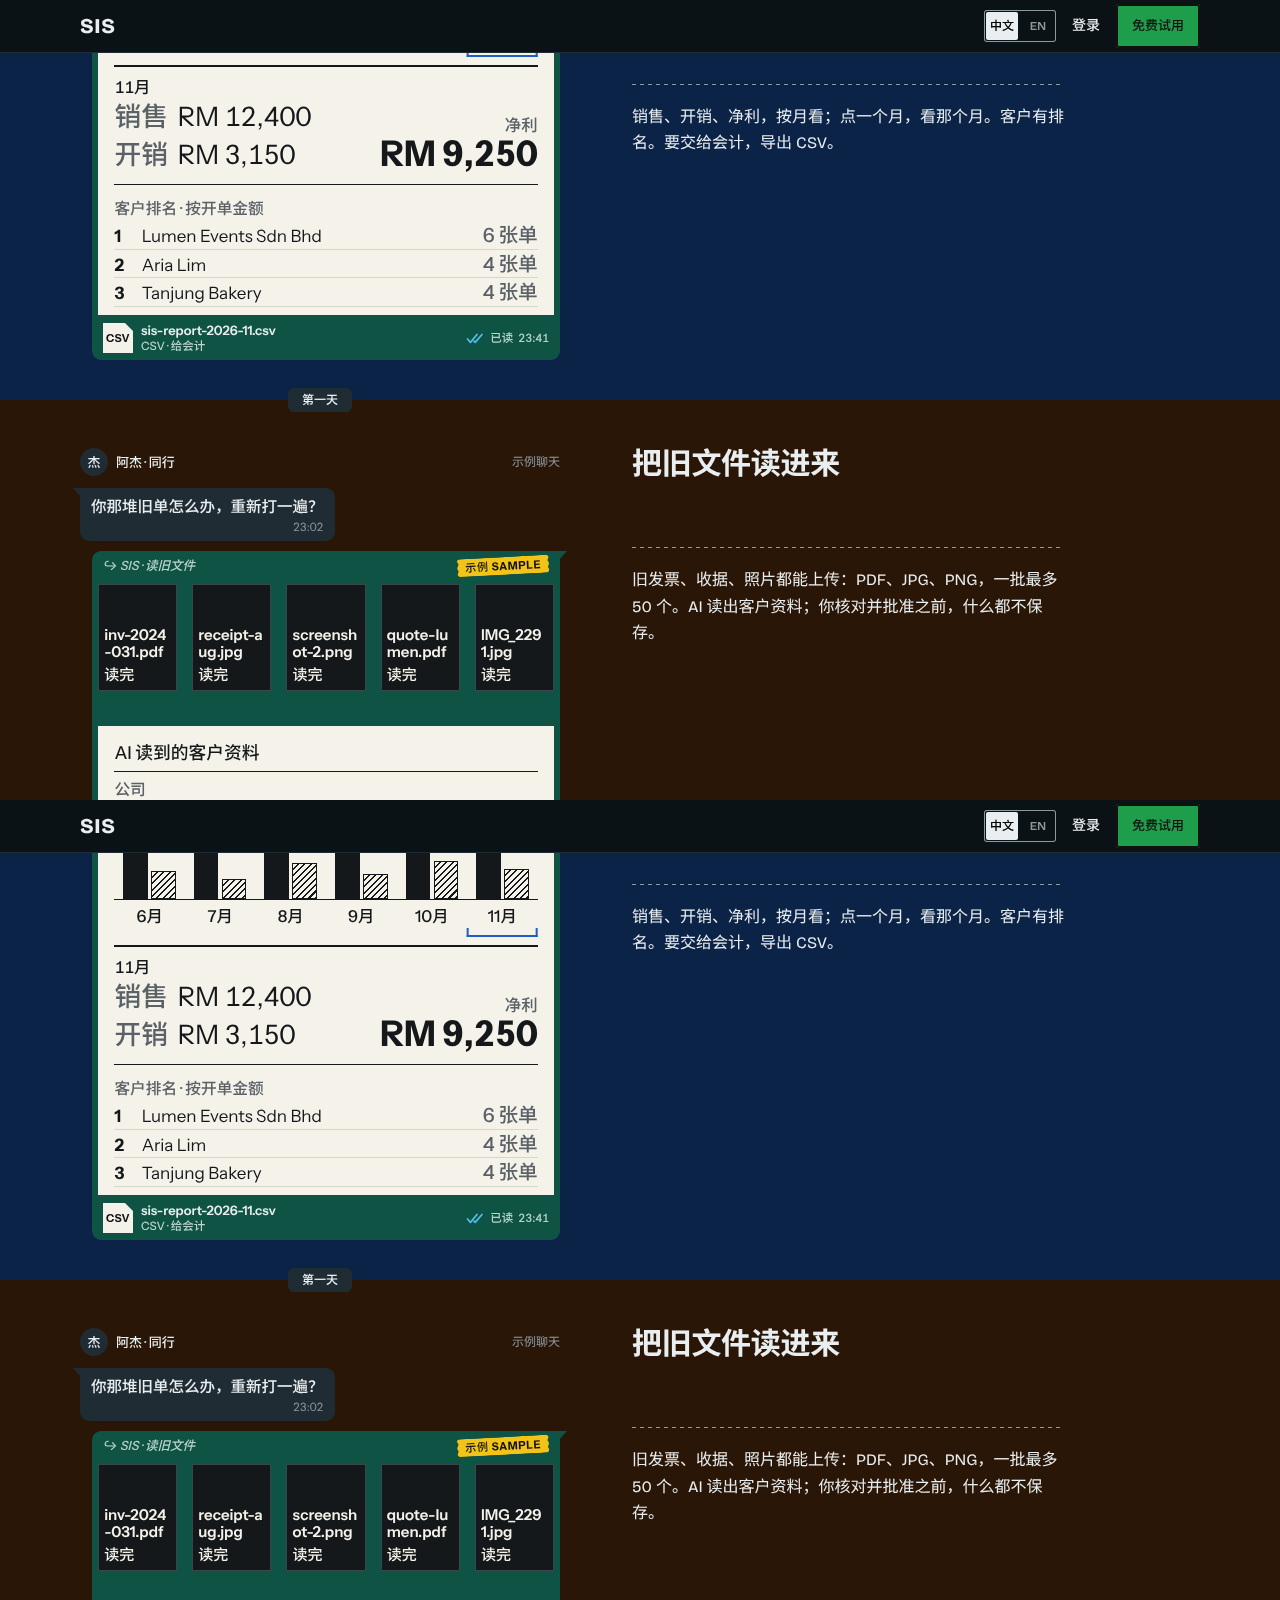 SIS
中文 EN 登录 免费试用
11月
销售 RM 12,400
开销 RM 3,150
净利
RM 9,250
客户排名·按开单金额
1 Lumen Events Sdn Bhd 6 张单
2 Aria Lim 4 张单
3 Tanjung Bakery 4 张单
CSV
sis-report-2026-11.csv
CSV·给会计
已读 23:41
销售、开销、净利，按月看；点一个月，看那个月。客户有排
名。要交给会计，导出 CSV。
第一天
杰 阿杰·同行 示例聊天
你那堆旧单怎么办，重新打一遍？
23:02
SIS·读旧文件 示例 SAMPLE
inv-2024
-031.pdf
读完
receipt-a
ug.jpg
读完
screensh
ot-2.png
读完
quote-lu
men.pdf
读完
IMG_229
1.jpg
读完
AI 读到的客户资料
公司
把旧文件读进来
旧发票、收据、照片都能上传：PDF、JPG、PNG，一批最多
50 个。AI 读出客户资料；你核对并批准之前，什么都不保
存。
SIS
中文 EN 登录 免费试用
6月 7月 8月 9月 10月 11月
11月
销售 RM 12,400
开销 RM 3,150
净利
RM 9,250
客户排名·按开单金额
1 Lumen Events Sdn Bhd 6 张单
2 Aria Lim 4 张单
3 Tanjung Bakery 4 张单
CSV
sis-report-2026-11.csv
CSV·给会计
已读 23:41
销售、开销、净利，按月看；点一个月，看那个月。客户有排
名。要交给会计，导出 CSV。
第一天
杰 阿杰·同行 示例聊天
你那堆旧单怎么办，重新打一遍？
23:02
SIS·读旧文件 示例 SAMPLE
inv-2024
-031.pdf
读完
receipt-a
ug.jpg
读完
screensh
ot-2.png
读完
quote-lu
men.pdf
读完
IMG_229
1.jpg
读完
把旧文件读进来
旧发票、收据、照片都能上传：PDF、JPG、PNG，一批最多
50 个。AI 读出客户资料；你核对并批准之前，什么都不保
存。